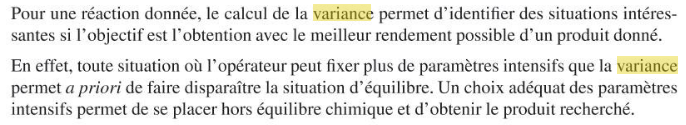 Pour une réaction donnée, le calcul de la variance permet d'identifier des situations intéres-
santes si l'objectif est l'obtention avec le meilleur rendement possible d'un produit donné.
En effet, toute situation où l'opérateur peut fixer plus de paramètres intensifs que la variance
permet a priori de faire disparaître la situation d'équilibre. Un choix adéquat des paramètres
intensifs permet de se placer hors équilibre chimique et d'obtenir le produit recherché.